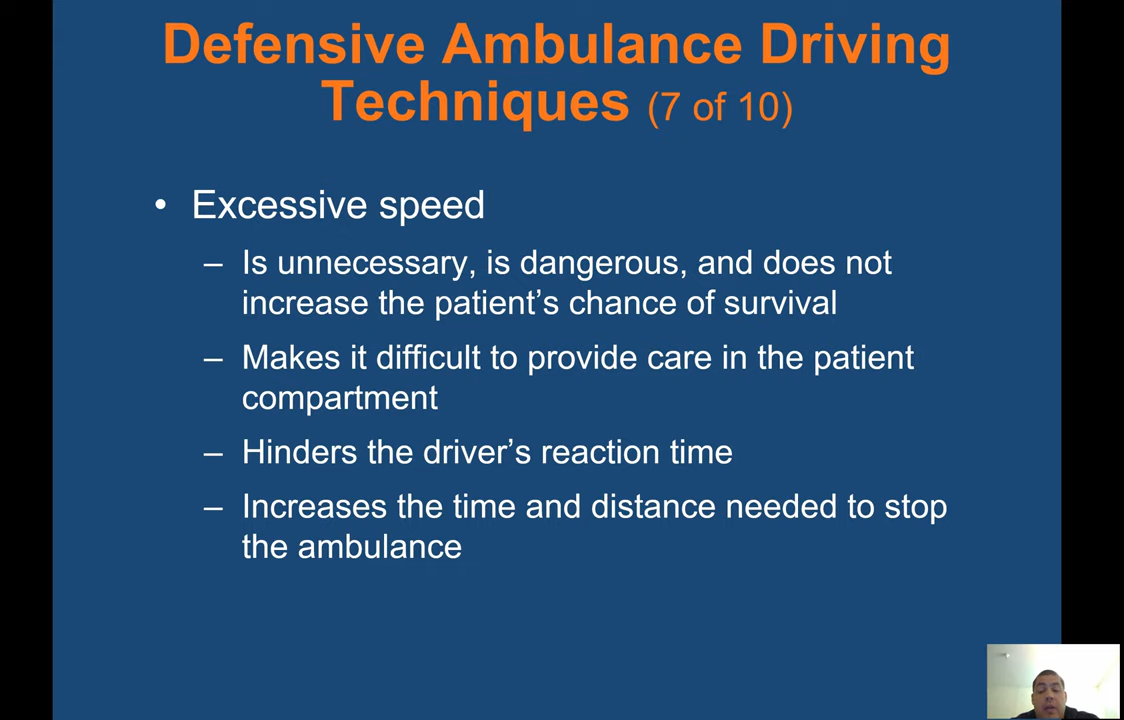 Defensive Ambulance Driving
Techniques (7 of 10)
• Excessive speed
– Is unnecessary, is dangerous, and does not
increase the patient’s chance of survival
– Makes it difficult to provide care in the patient
compartment
– Hinders the driver’s reaction time
– Increases the time and distance needed to stop
the ambulance